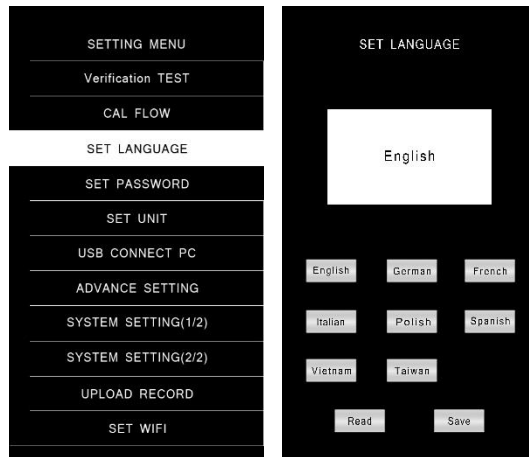 SETTING MENU
Verification TEST
CAL FLOW
SET LANGUAGE
SET PASSWORD
SET UNIT
USB CONNECT PC
ADVANCE SETTING
SYSTEM SETTING(1/2)
SYSTEM SETTING(2/2)
UPLOAD RECORD
SET WIFI
SET LANGUAGE
English
English German French
Italian Polish Spanish
Vietnam Taiwan
Read Save